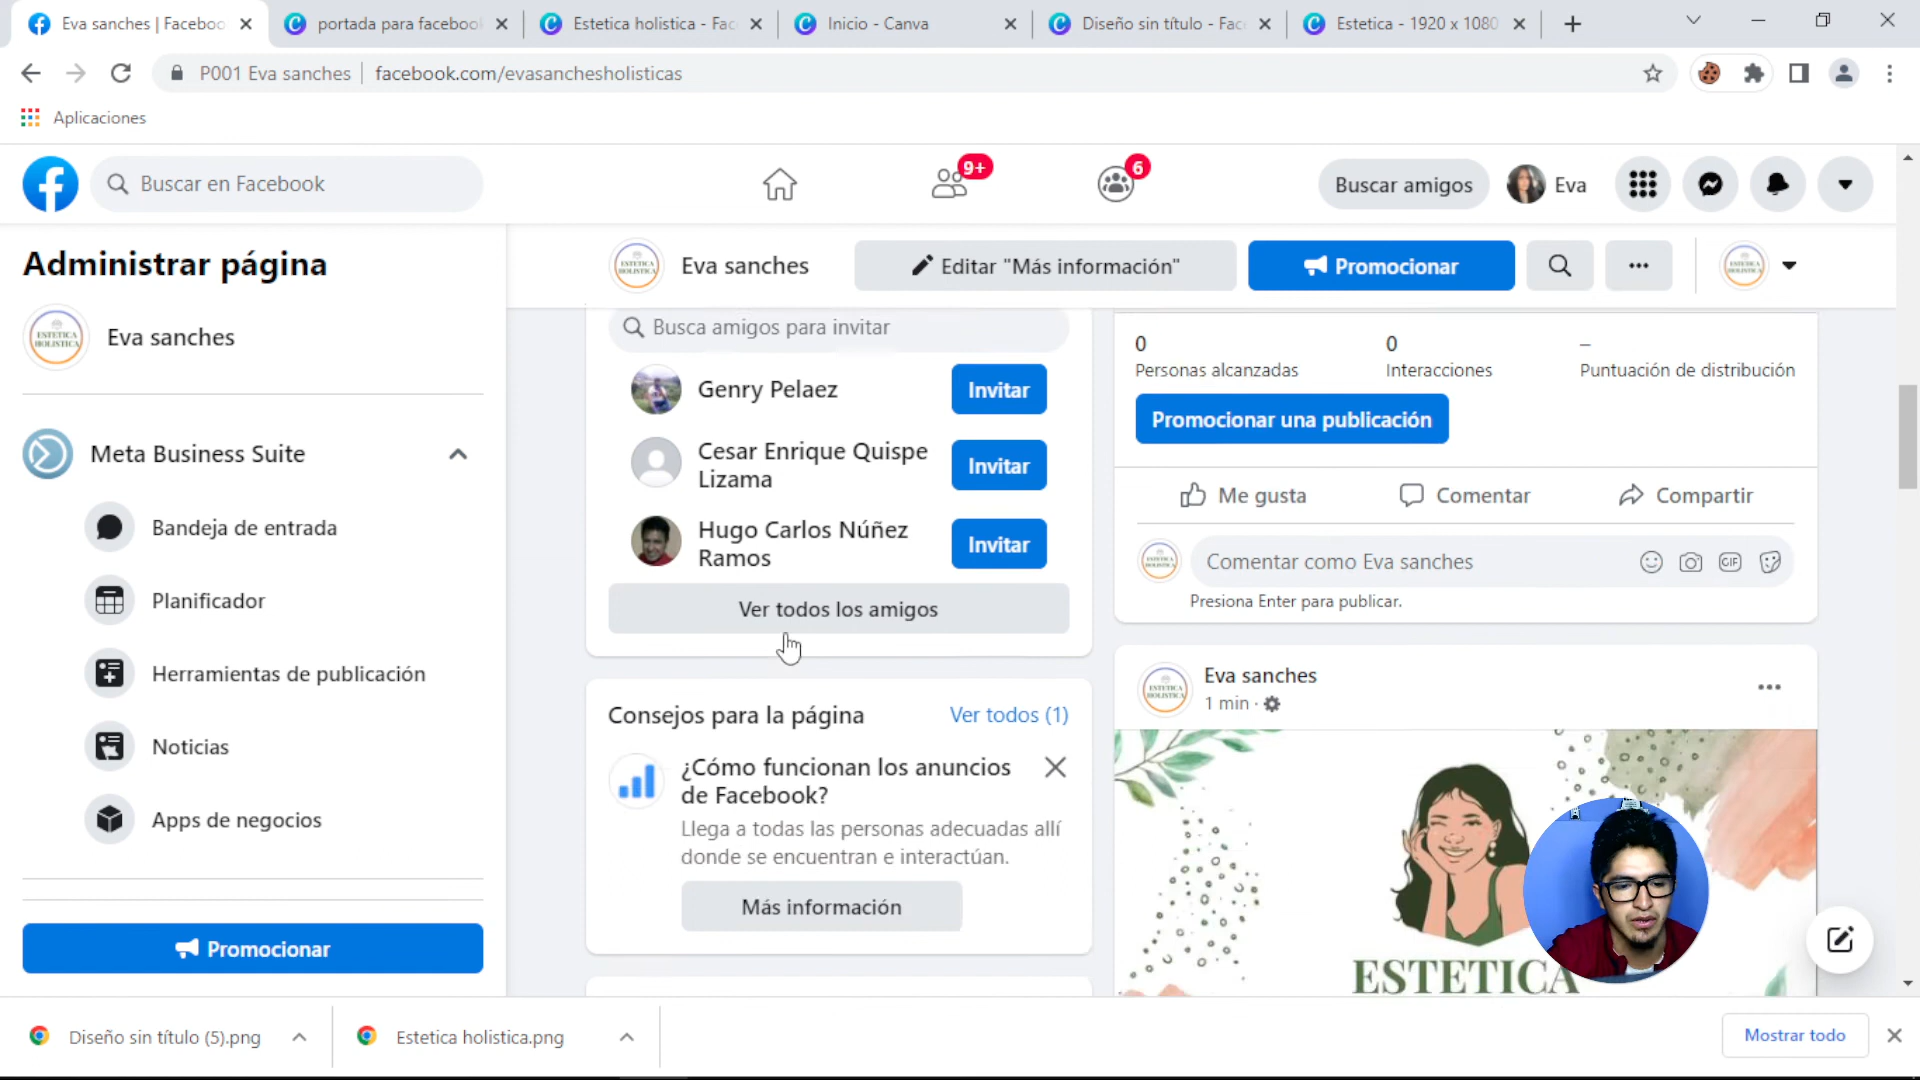 Eva sanches | Faceboo
portada para facebook
Estetica holistica - Fac
Inicio - Canva
Diseño sin título - Fac
Estetica - 1920 x 1080
P001 Eva sanches
facebook.com/evasanchesholisticas
Aplicaciones
Buscar en Facebook
9+
6
Buscar amigos
Eva
Administrar página
Eva sanches
Meta Business Suite
Bandeja de entrada
Planificador
Herramientas de publicación
Noticias
Apps de negocios
Promocionar
ESTETICA
HOLISTICA
Eva sanches
Editar "Más información"
Promocionar
Busca amigos para invitar
Genry Pelaez
Invitar
Cesar Enrique Quispe
Lizama
Invitar
Hugo Carlos Núñez
Ramos
Invitar
Ver todos los amigos
Consejos para la página
Ver todos (1)
¿Cómo funcionan los anuncios
de Facebook?
Llega a todas las personas adecuadas allí
donde se encuentran e interactúan.
Más información
0
Personas alcanzadas
0
Interacciones
–
Puntuación de distribución
Promocionar una publicación
Me gusta
Comentar
Compartir
Comentar como Eva sanches
GIF
Presiona Enter para publicar.
Eva sanches
1 min ·
ESTETICA
Diseño sin título (5).png
Estetica holistica.png
Mostrar todo